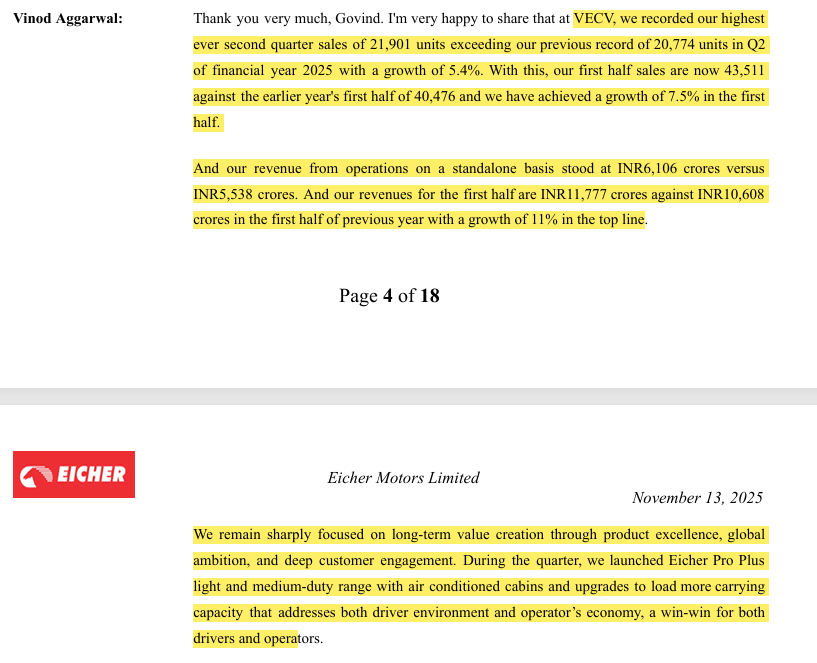 Vinod Aggarwal: Thank you very much, Govind. I'm very happy to share that at VECV, we recorded our highest
ever second quarter sales of 21,901 units exceeding our previous record of 20,774 units in Q2
of financial year 2025 with a growth of 5.4%. With this, our first half sales are now 43,511
against the earlier year's first half of 40,476 and we have achieved a growth of 7.5% in the first
half.
And our revenue from operations on a standalone basis stood at INR6,106 crores versus
INR5,538 crores. And our revenues for the first half are INR11,777 crores against INR10,608
crores in the first half of previous year with a growth of 11% in the top line.
Page 4 of 18
EICHER
Eicher Motors Limited
November 13, 2025
We remain sharply focused on long-term value creation through product excellence, global
ambition, and deep customer engagement. During the quarter, we launched Eicher Pro Plus
light and medium-duty range with air conditioned cabins and upgrades to load more carrying
capacity that addresses both driver environment and operator's economy, a win-win for both
drivers and operators.